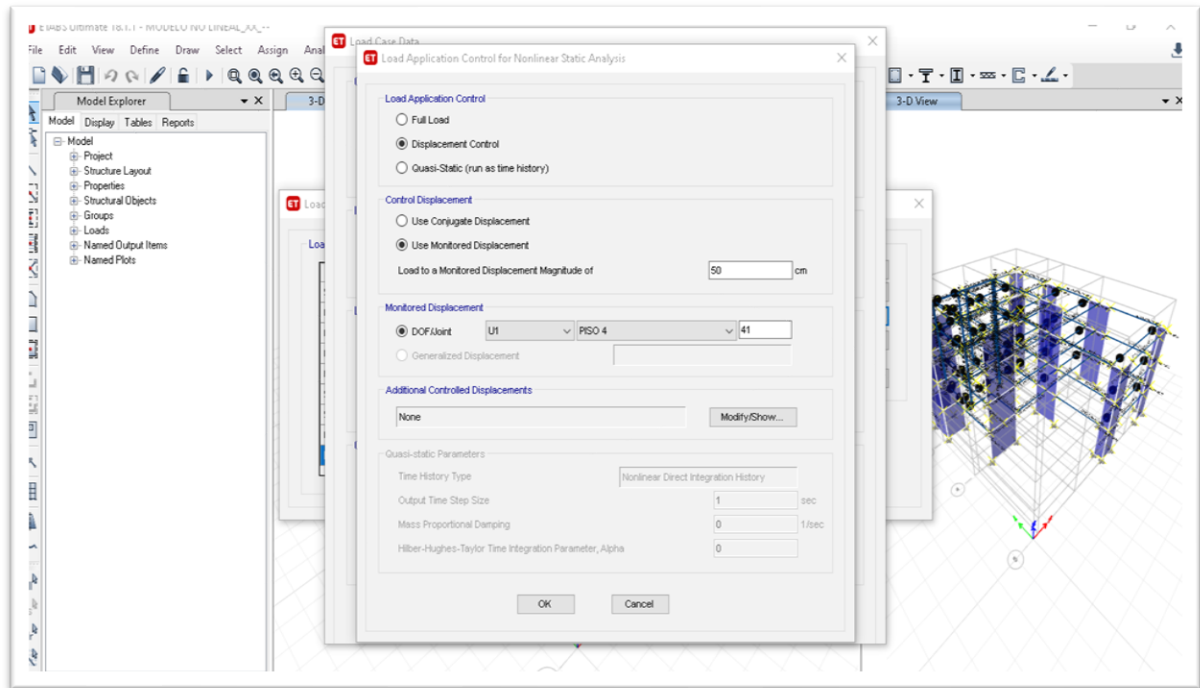 ETABS Ultimate 18.1.1 - MODELO NO LINEAL_XX_--
File Edit View Define Draw Select Assign Anal
Model Explorer
Model Display Tables Reports
Model
Project
Structure Layout
Properties
Structural Objects
Groups
Loads
Named Output Items
Named Plots
3-D
Load
Loa
Load Case Data
Load Application Control for Nonlinear Static Analysis
Load Application Control
Full Load
Displacement Control
Quasi-Static (run as time history)
Control Displacement
Use Conjugate Displacement
Use Monitored Displacement
Load to a Monitored Displacement Magnitude of 50 cm
Monitored Displacement
DOF/Joint U1 PISO 4 41
Generalized Displacement
Additional Controlled Displacements
None Modify/Show...
Quasi-static Parameters
Time History Type Nonlinear Direct Integration History
Output Time Step Size 1 sec
Mass Proportional Damping 0 1/sec
Hilber-Hughes-Taylor Time Integration Parameter, Alpha 0
OK Cancel
3-D View